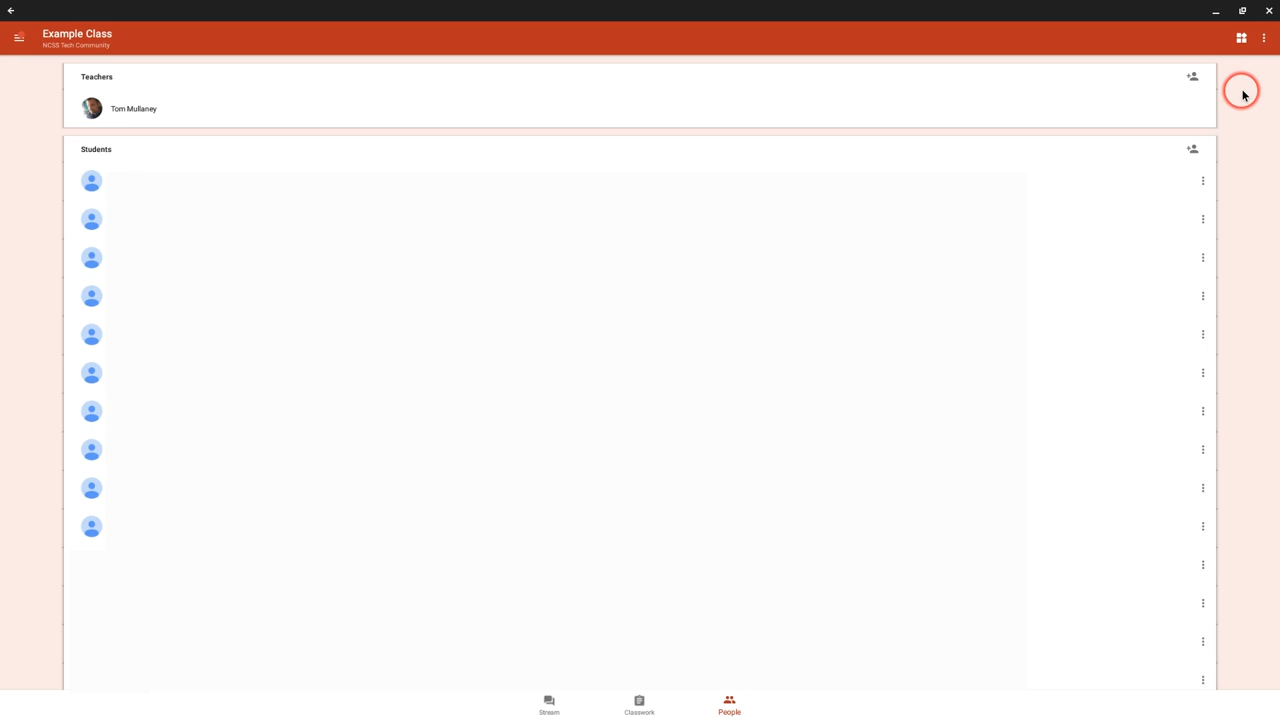 Example Class
NCSS Tech Community
Teachers
Tom Mullaney
Students
Stream
Classwork
People